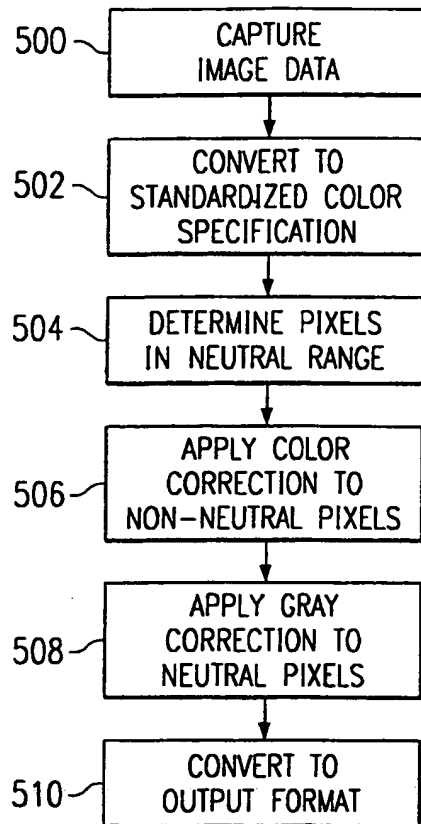 500
CAPTURE
IMAGE DATA
502
CONVERT TO
STANDARDIZED COLOR
SPECIFICATION
504
DETERMINE PIXELS
IN NEUTRAL RANGE
506
APPLY COLOR
CORRECTION TO
NON-NEUTRAL PIXELS
508
APPLY GRAY
CORRECTION TO
NEUTRAL PIXELS
510
CONVERT TO
OUTPUT FORMAT